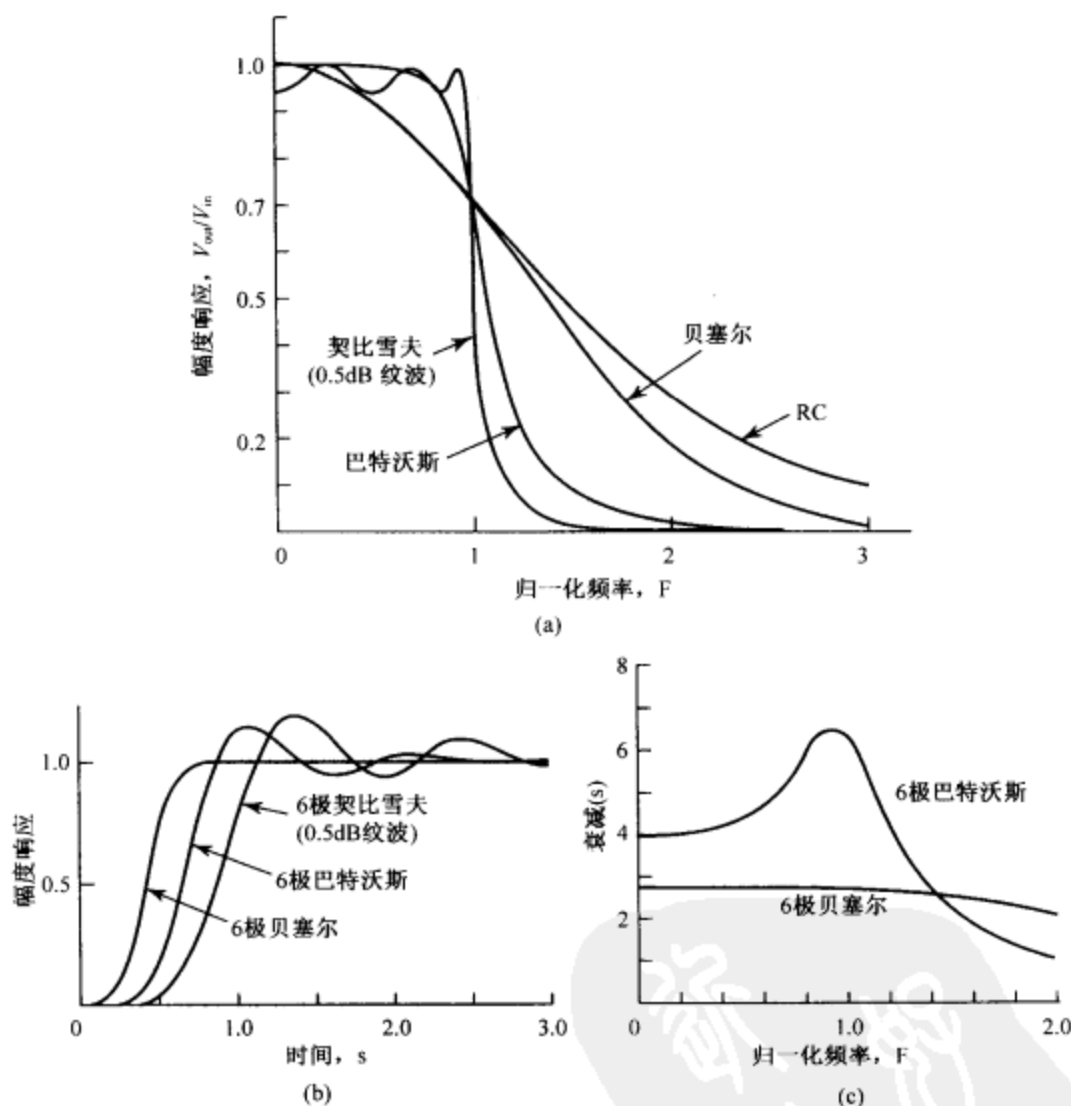 幅度响应，Vout/Vin
1.0
0.7
0.5
0.2
契比雪夫
(0.5dB 纹波)
巴特沃斯
贝塞尔
RC
0
1
2
3
归一化频率，F
(a)
幅度响应
1.0
0.5
6极契比雪夫
(0.5dB纹波)
6极巴特沃斯
6极贝塞尔
0
1.0
2.0
3.0
时间，s
(b)
衰减(s)
8
6
4
2
0
6极巴特沃斯
6极贝塞尔
0
1.0
2.0
归一化频率，F
(c)